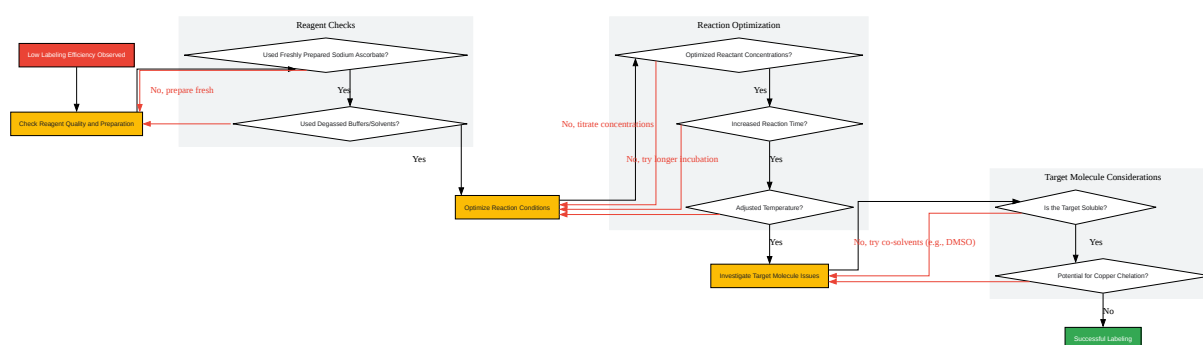 Reagent Checks
Reaction Optimization
Low Labeling Efficiency Observed
Used Freshly Prepared Sodium Ascorbate?
Optimized Reactant Concentrations?
No, prepare fresh
Yes
Yes
Check Reagent Quality and Preparation
Used Degassed Buffers/Solvents?
No, titrate concentrations
Increased Reaction Time?
Yes
No, try longer incubation
Yes
Target Molecule Considerations
Optimize Reaction Conditions
Adjusted Temperature?
Is the Target Soluble?
Yes
No, try co-solvents (e.g., DMSO)
Yes
Investigate Target Molecule Issues
Potential for Copper Chelation?
No
Successful Labeling